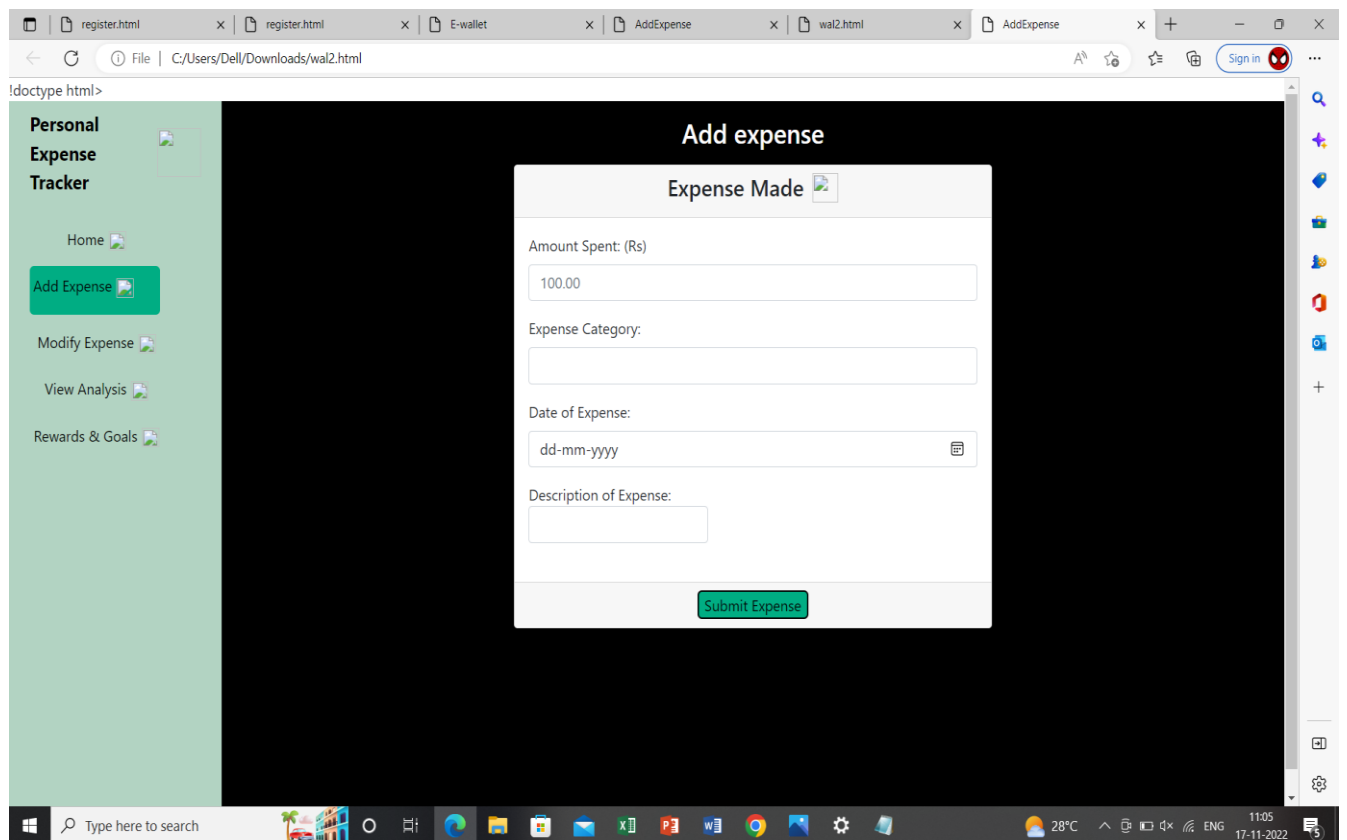 register.html
register.html
E-wallet
AddExpense
wal2.html
AddExpense
File | C:/Users/Dell/Downloads/wal2.html
Sign in
!doctype html>
Personal
Expense
Tracker
Home
Add Expense
Modify Expense
View Analysis
Rewards & Goals
Add expense
Expense Made
Amount Spent: (Rs)
100.00
Expense Category:
Date of Expense:
dd-mm-yyyy
Description of Expense:
Submit Expense
Type here to search
28°C
ENG
11:05
17-11-2022